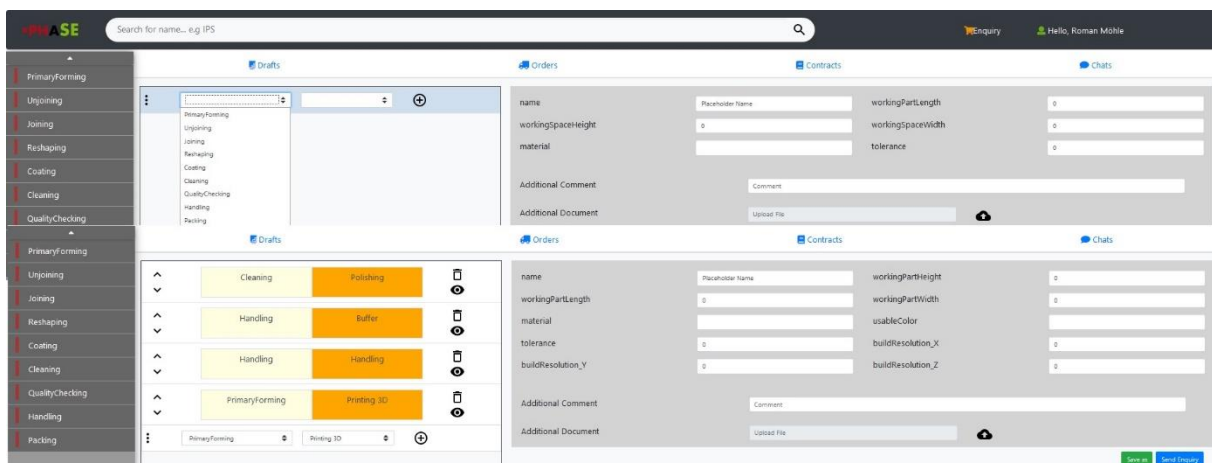 PHASE Search for name... e.g IPS Enquiry Hello, Roman Möhle
Drafts Orders Contracts Chats
PrimaryForming
Unjoining
Joining
Reshaping
Coating
Cleaning
QualityChecking
PrimaryForming
Unjoining
Joining
Reshaping
Coating
Cleaning
QualityChecking
Handling
Packing
name Placeholder Name workingPartLength 0
workingSpaceHeight 0 workingSpaceWidth 0
material tolerance 0
Additional Comment Comment
Additional Document Upload File
Drafts Orders Contracts Chats
PrimaryForming
Unjoining
Joining
Reshaping
Coating
Cleaning
QualityChecking
Handling
Packing
Cleaning Polishing
Handling Buffer
Handling Handling
PrimaryForming Printing 3D
PrimaryForming Printing 3D
name Placeholder Name workingPartHeight 0
workingPartLength 0 workingPartWidth 0
material usableColor
tolerance 0 buildResolution_X 0
buildResolution_Y 0 buildResolution_Z 0
Additional Comment Comment
Additional Document Upload File
Save as Send Enquiry